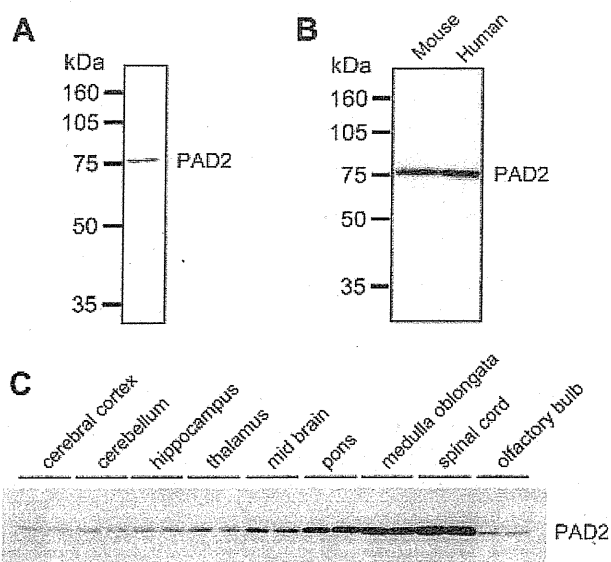 A
kDa
160
105
75
50
35
PAD2
B
Mouse
Human
kDa
160
105
75
50
35
PAD2
C
cerebral cortex
cerebellum
hippocampus
thalamus
mid brain
pons
medulla oblongata
spinal cord
olfactory bulb
PAD2